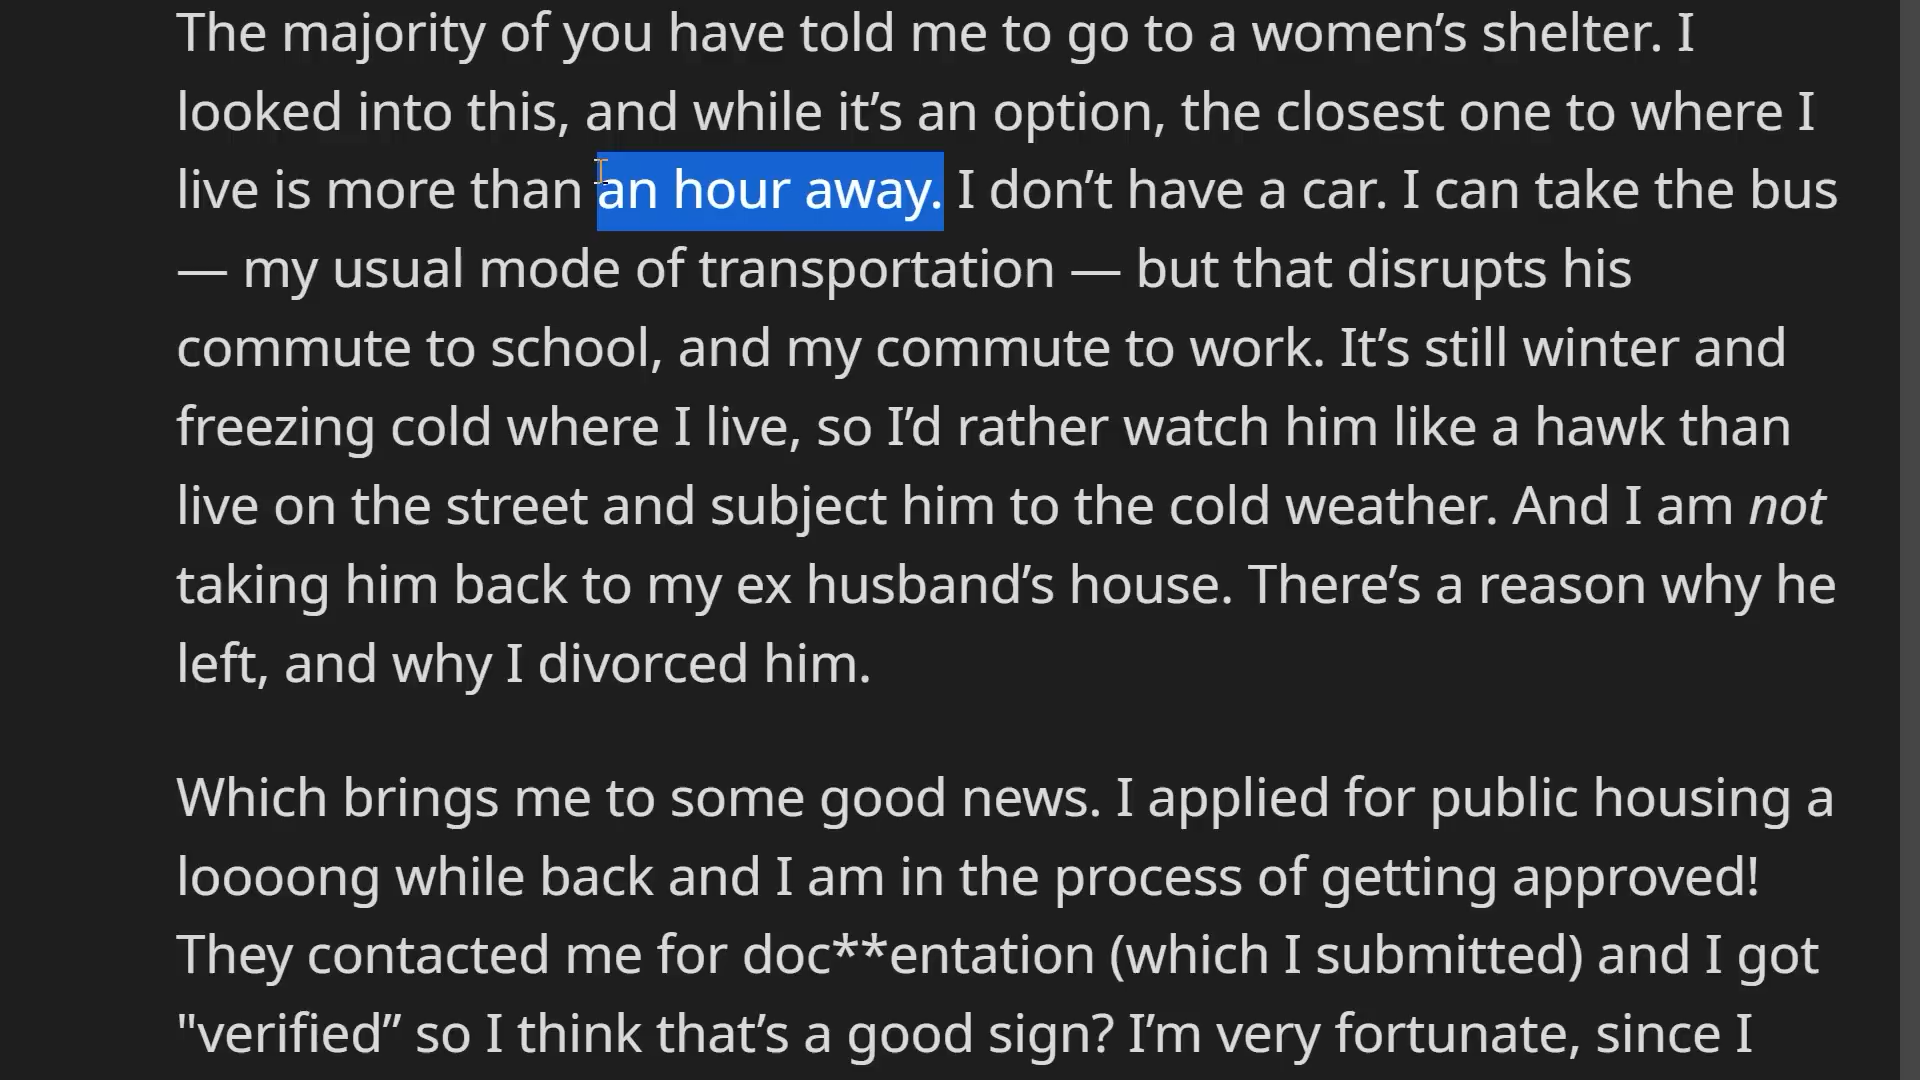 The majority of you have told me to go to a women’s shelter. I
looked into this, and while it’s an option, the closest one to where I
live is more than an hour away. I don’t have a car. I can take the bus
— my usual mode of transportation — but that disrupts his
commute to school, and my commute to work. It’s still winter and
freezing cold where I live, so I’d rather watch him like a hawk than
live on the street and subject him to the cold weather. And I am not
taking him back to my ex husband’s house. There’s a reason why he
left, and why I divorced him.
Which brings me to some good news. I applied for public housing a
loooong while back and I am in the process of getting approved!
They contacted me for doc**entation (which I submitted) and I got
"verified” so I think that’s a good sign? I’m very fortunate, since I